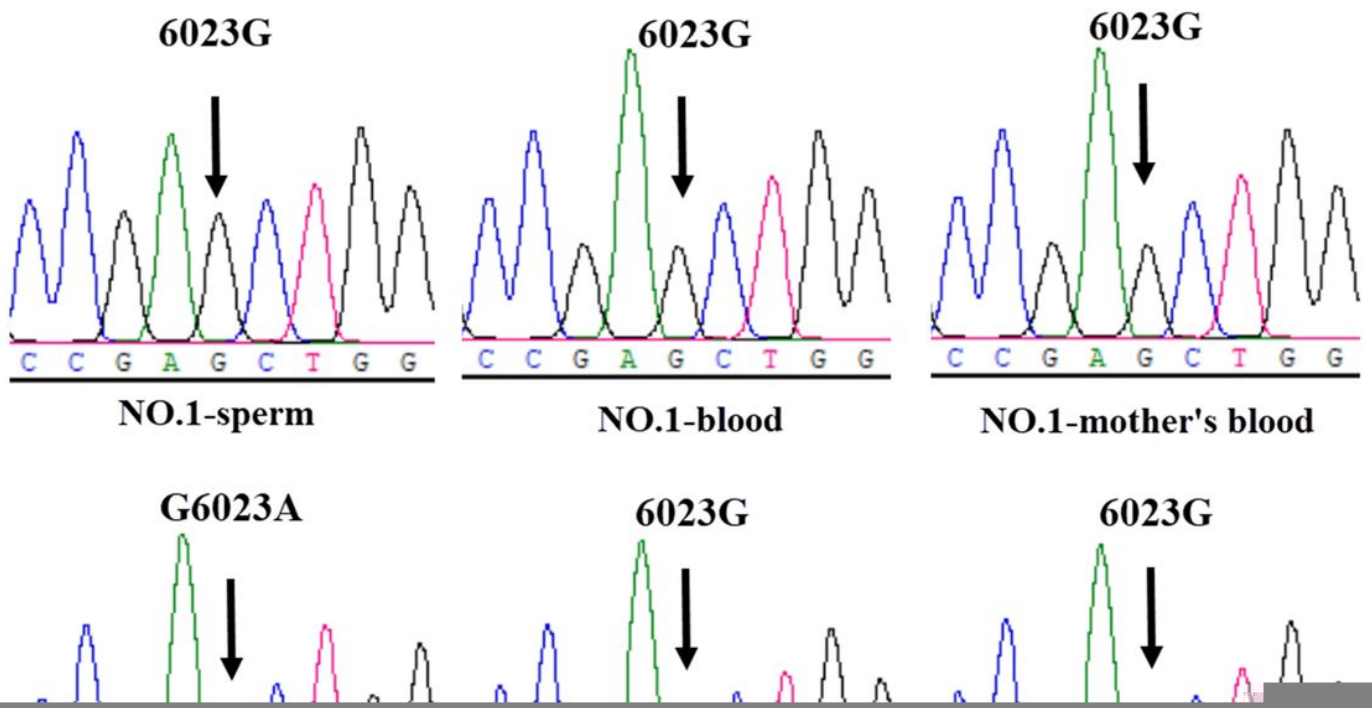 6023G 6023G 6023G
C C G A G C T G G C C G A G C T G G C C G A G C T G G
NO.1-sperm NO.1-blood NO.1-mother's blood
G6023A 6023G 6023G